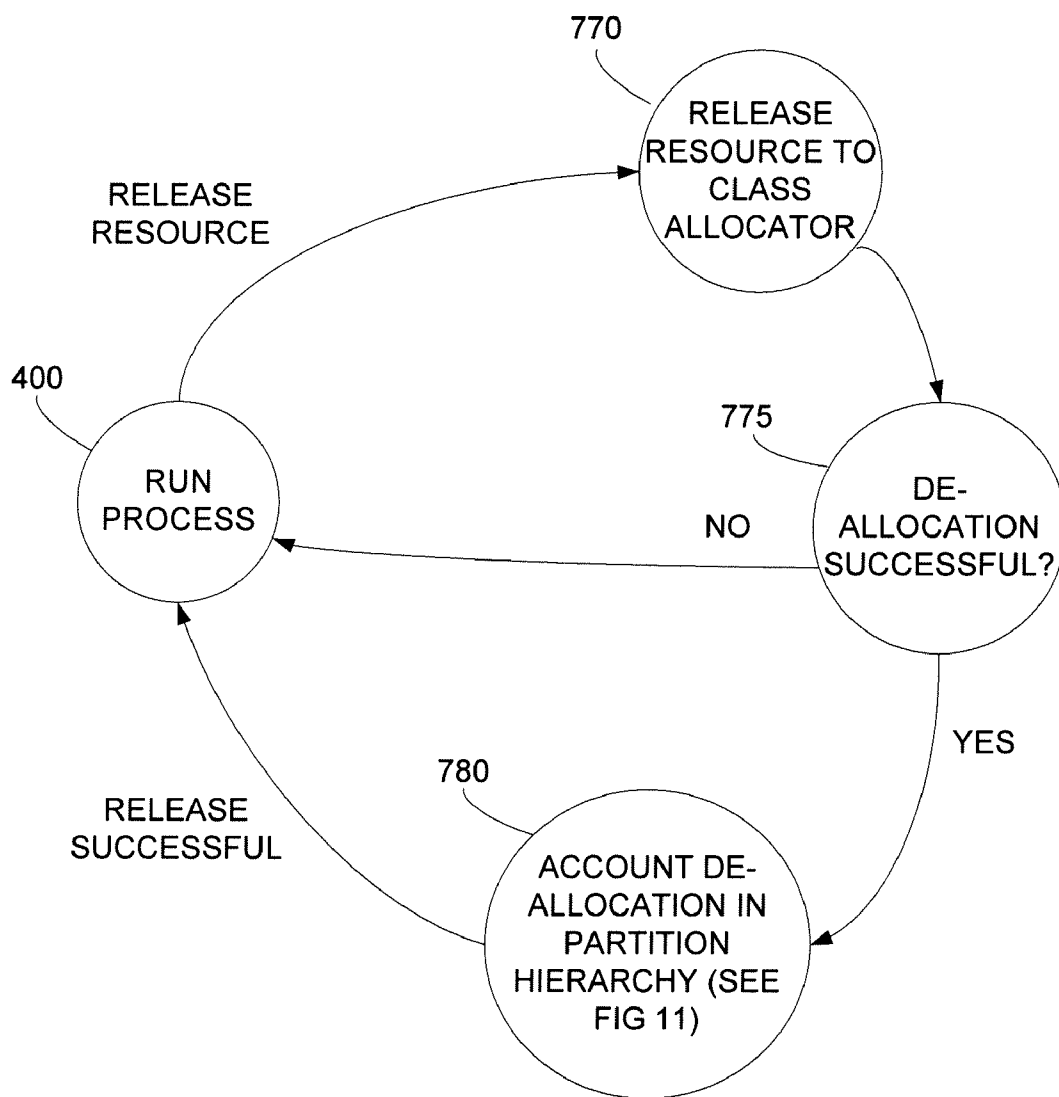 770
RELEASE
RESOURCE TO
CLASS
ALLOCATOR
RELEASE
RESOURCE
400
RUN
PROCESS
775
DE-
ALLOCATION
SUCCESSFUL?
NO
YES
780
ACCOUNT DE-
ALLOCATION IN
PARTITION
HIERARCHY (SEE
FIG 11)
RELEASE
SUCCESSFUL